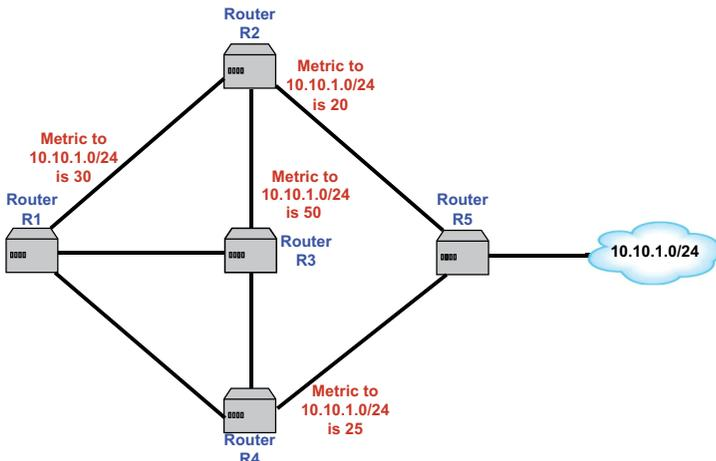 Router
R2
Metric to
10.10.1.0/24
is 20
Metric to
10.10.1.0/24
is 30
Metric to
10.10.1.0/24
is 50
Router
R1
Router
R3
Router
R5
10.10.1.0/24
Metric to
10.10.1.0/24
is 25
Router
R4